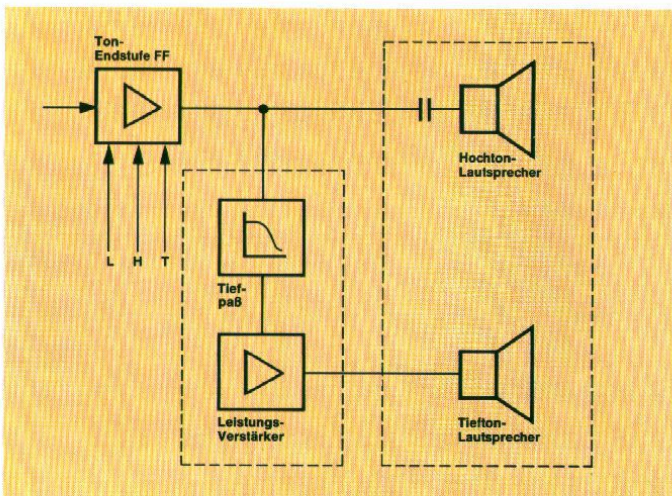 Ton-
Endstufe FF
Hochton-
Lautsprecher
L H T
Tief-
paß
Leistungs-
Verstärker
Tiefton-
Lautsprecher